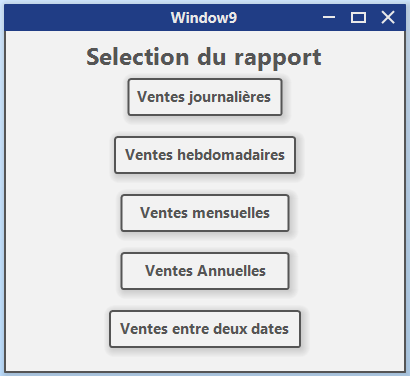 Window9
Selection du rapport
Ventes journalières
Ventes hebdomadaires
Ventes mensuelles
Ventes Annuelles
Ventes entre deux dates